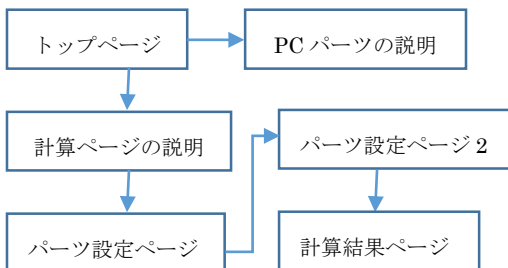 トップページ
PCパーツの説明
計算ページの説明
パーツ設定ページ
パーツ設定ページ2
計算結果ページ